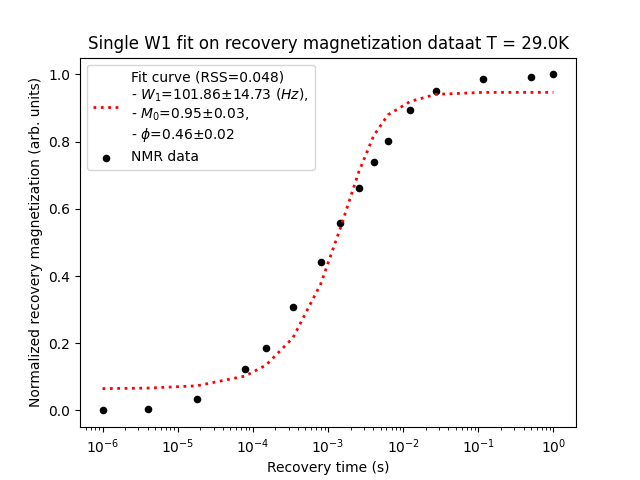 Single W1 fit on recovery magnetization dataat T = 29.0K
Normalized recovery magnetization (arb. units)
1.0
0.8
0.6
0.4
0.2
0.0
Fit curve (RSS=0.048)
- W₁=101.86±14.73 (Hz),
- M₀=0.95±0.03,
- ϕ=0.46±0.02
NMR data
10⁻⁶ 10⁻⁵ 10⁻⁴ 10⁻³ 10⁻² 10⁻¹ 10⁰
Recovery time (s)